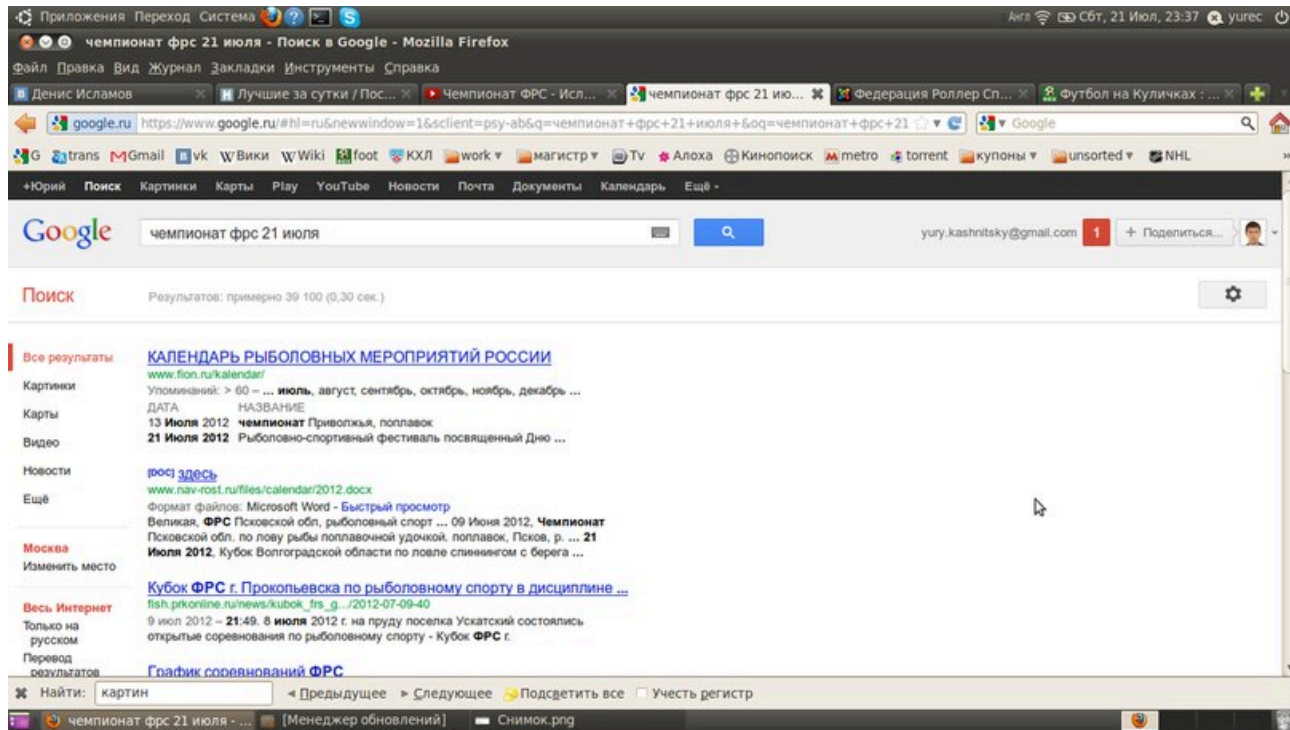 Приложения Переход Система Англ Сбт, 21 Июл, 23:37 yurec
чемпионат фрс 21 июля - Поиск в Google - Mozilla Firefox
Файл Правка Вид Журнал Закладки Инструменты Справка
Денис Исламов Лучшие за сутки / Пос... Чемпионат ФРС - Исл... чемпионат фрс 21 ию... Федерация Роллер Сп... Футбол на Куличках : ...
google.ru https://www.google.ru/#hl=ru&newwindow=1&sclient=psy-ab&q=чемпионат+фрс+21+июля+&oq=чемпионат+фрс+21 Google
G trans Gmail vk Вики Wiki foot КХЛ work магистр Tv Алоха Кинопоиск metro torrent купоны unsorted NHL »
+Юрий Поиск Картинки Карты Play YouTube Новости Почта Документы Календарь Ещё
Google чемпионат фрс 21 июля yury.kashnitsky@gmail.com 1 + Поделиться...
Поиск Результатов: примерно 39 100 (0,30 сек.)
Все результаты
Картинки
Карты
Видео
Новости
Ещё
Москва
Изменить место
Весь Интернет
Только на
русском
Перевод
результатов
КАЛЕНДАРЬ РЫБОЛОВНЫХ МЕРОПРИЯТИЙ РОССИИ
www.fion.ru/kalendar/
Упоминаний: > 60 – ... июль, август, сентябрь, октябрь, ноябрь, декабрь ...
ДАТА НАЗВАНИЕ
13 Июля 2012 чемпионат Приволжья, поплавок
21 Июля 2012 Рыболовно-спортивный фестиваль посвященный Дню ...
[DOC] здесь
www.nav-rost.ru/files/calendar/2012.docx
Формат файлов: Microsoft Word - Быстрый просмотр
Великая, ФРС Псковской обл, рыболовный спорт ... 09 Июня 2012, Чемпионат
Псковской обл. по лову рыбы поплавочной удочкой. поплавок, Псков, р. ... 21
Июля 2012, Кубок Волгоградской области по ловле спиннингом с берега ...
Кубок ФРС г. Прокопьевска по рыболовному спорту в дисциплине ...
fish.prkonline.ru/news/kubok_frs_g.../2012-07-09-40
9 июл 2012 – 21:49. 8 июля 2012 г. на пруду поселка Ускатский состоялись
открытые соревнования по рыболовному спорту - Кубок ФРС г.
График соревнований ФРС
Найти: картин Предыдущее Следующее Подсветить все Учесть регистр
чемпионат фрс 21 июля - ... [Менеджер обновлений] Снимок.png